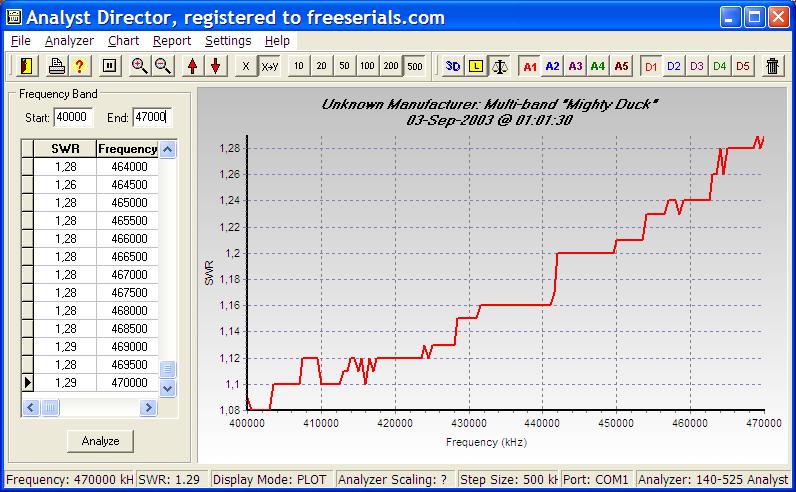 Analyst Director, registered to freeserials.com
File Analyzer Chart Report Settings Help
X X↔y 10 20 50 100 200 500 3D L A1 A2 A3 A4 A5 D1 D2 D3 D4 D5
Frequency Band
Start: 40000 End: 47000
SWR Frequency
1,28 464000
1,26 464500
1,28 465000
1,28 465500
1,28 466000
1,28 466500
1,28 467000
1,28 467500
1,28 468000
1,28 468500
1,29 469000
1,28 469500
1,29 470000
Analyze
Unknown Manufacturer: Multi-band "Mighty Duck"
03-Sep-2003 @ 01:01:30
1,28
1,26
1,24
1,22
1,2
1,18
1,16
1,14
1,12
1,1
1,08
SWR
400000 410000 420000 430000 440000 450000 460000 470000
Frequency (kHz)
Frequency: 470000 kH SWR: 1.29 Display Mode: PLOT Analyzer Scaling: ? Step Size: 500 kH Port: COM1 Analyzer: 140-525 Analyst